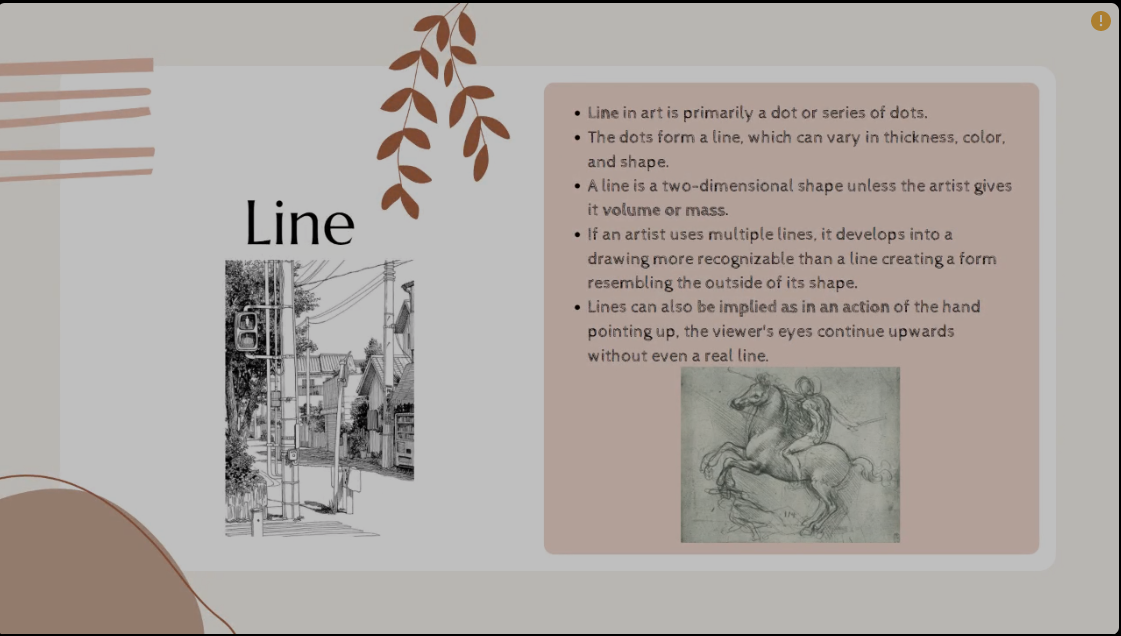 Line
• Line in art is primarily a dot or series of dots.
• The dots form a line, which can vary in thickness, color,
and shape.
• A line is a two-dimensional shape unless the artist gives
it volume or mass.
• If an artist uses multiple lines, it develops into a
drawing more recognizable than a line creating a form
resembling the outside of its shape.
• Lines can also be implied as in an action of the hand
pointing up, the viewer's eyes continue upwards
without even a real line.